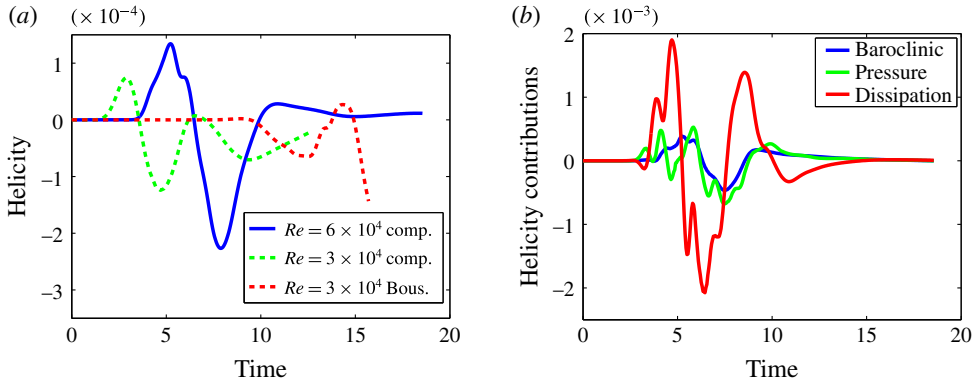 (a)
(× 10⁻⁴)
1
0
−1
−2
−3
Helicity
0
5
10
15
20
Time
Re = 6 × 10⁴ comp.
Re = 3 × 10⁴ comp.
Re = 3 × 10⁴ Bous.
(b)
(× 10⁻³)
2
1
0
−1
−2
Helicity contributions
0
5
10
15
20
Time
Baroclinic
Pressure
Dissipation